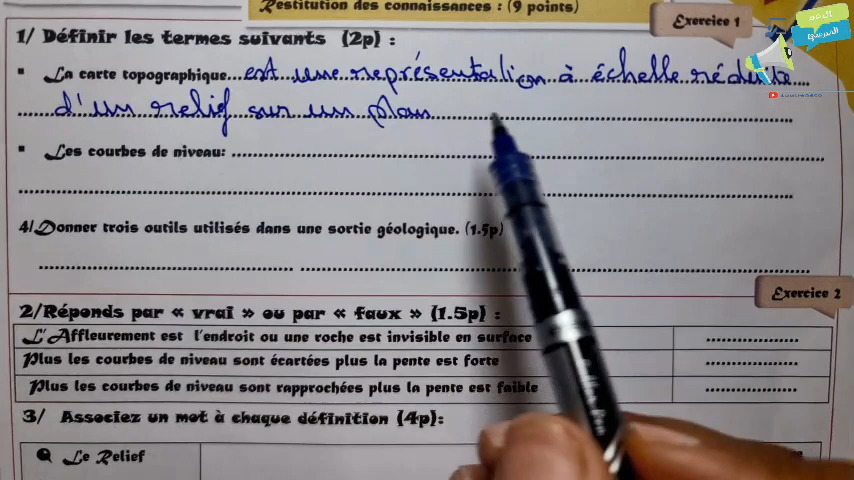 Restitution des connaissances : (9 points)
Exercice 1
1/ Définir les termes suivants (2p) :
▪ La carte topographique...est une représentation à échelle réduite
d'un relief sur un plan
▪ Les courbes de niveau:
4/Donner trois outils utilisés dans une sortie géologique. (1.5p)
Exercice 2
2/Réponds par « vrai » ou par « faux » (1.5p) :
L'Affleurement est l'endroit ou une roche est invisible en surface
Plus les courbes de niveau sont écartées plus la pente est forte
Plus les courbes de niveau sont rapprochées plus la pente est faible
3/ Associez un mot à chaque définition (4p):
Le Relief